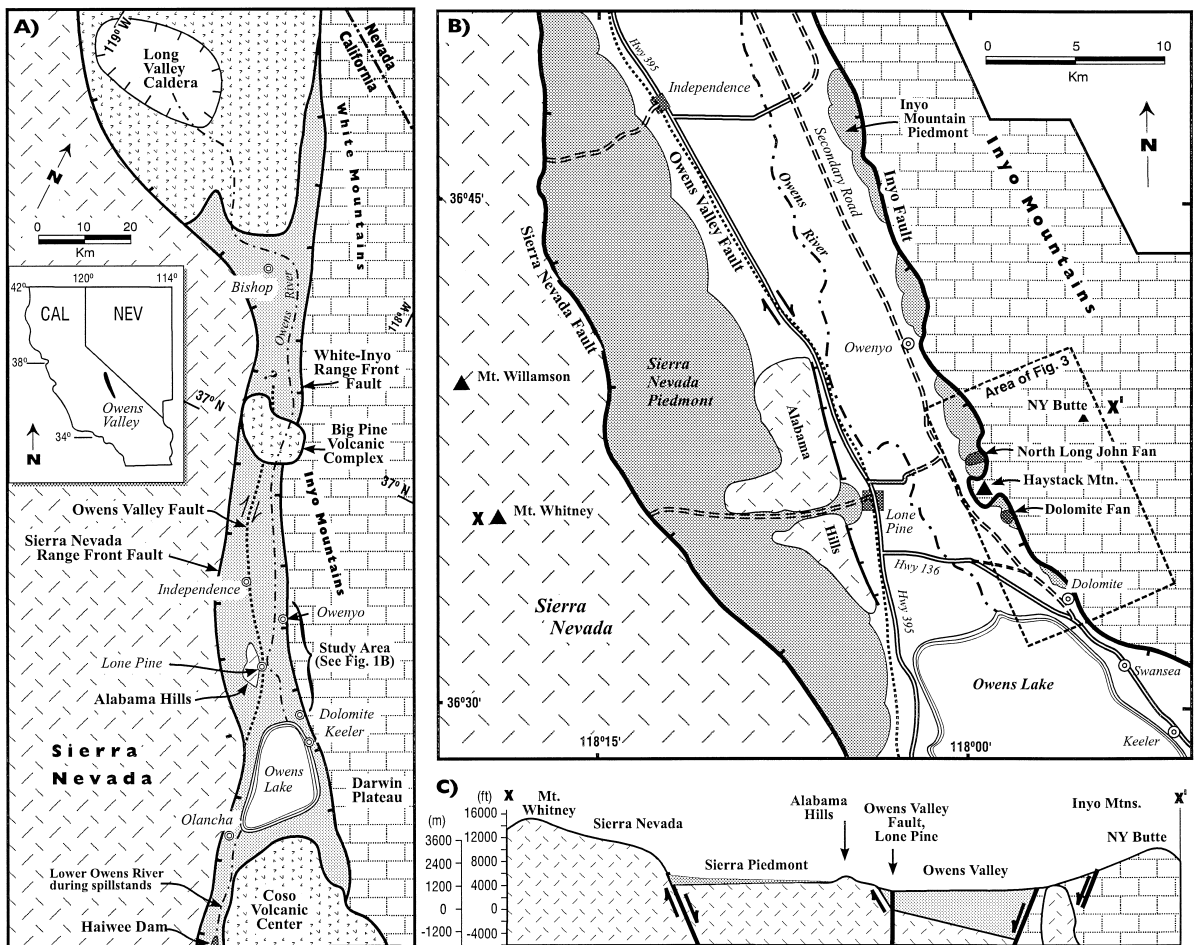 A)
119° W
Long
Valley
Caldera
Nevada
California
White Mountains
N
0 10 20
Km
Bishop
Owens River
118° W
42°
120°
114°
CAL
NEV
38°
Owens
Valley
34°
N
37° N
White-Inyo
Range Front
Fault
Big Pine
Volcanic
Complex
37° N
Inyo Mountains
Owens Valley Fault
Sierra Nevada
Range Front Fault
Independence
Owenyo
Study Area
(See Fig. 1B)
Lone Pine
Alabama Hills
Dolomite
Keeler
Sierra
Nevada
Owens
Lake
Darwin
Plateau
Olancha
Lower Owens River
during spillstands
Haiwee Dam
Coso
Volcanic
Center
B)
Hwy 395
Independence
0 5 10
Km
N
Inyo
Mountain
Piedmont
Inyo Mountains
Secondary Road
Owens Valley Fault
Owens River
Inyo Fault
36°45'
Sierra Nevada Fault
Owenyo
Mt. Willamson
Sierra
Nevada
Piedmont
Alabama
Hills
Area of Fig. 3
NY Butte
X'
North Long John Fan
Haystack Mtn.
Dolomite Fan
X
Mt. Whitney
Lone
Pine
Hwy 136
Dolomite
Hwy 395
Sierra
Nevada
Owens Lake
Swansea
Keeler
36°30'
118°15'
118°00'
C)
(ft)
X
Mt.
Whitney
(m)
16000
3600
12000
2400
8000
1200
4000
0
0
-1200
-4000
Sierra Nevada
Sierra Piedmont
Alabama
Hills
Owens Valley
Fault,
Lone Pine
Owens Valley
Inyo Mtns.
NY Butte
X'